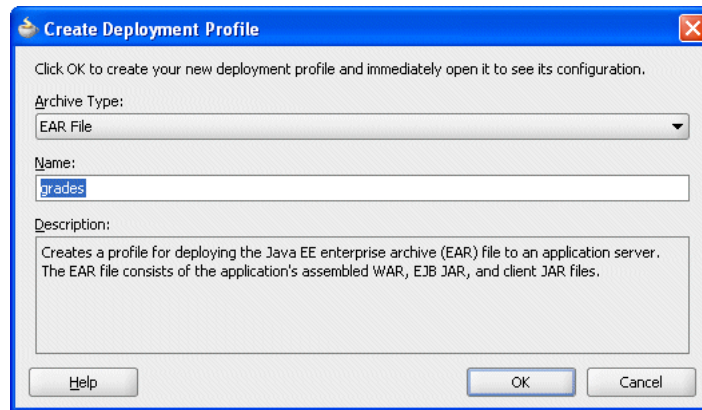 Create Deployment Profile
Click OK to create your new deployment profile and immediately open it to see its configuration.
Archive Type:
EAR File
Name:
grades
Description:
Creates a profile for deploying the Java EE enterprise archive (EAR) file to an application server.
The EAR file consists of the application's assembled WAR, EJB JAR, and client JAR files.
Help OK Cancel